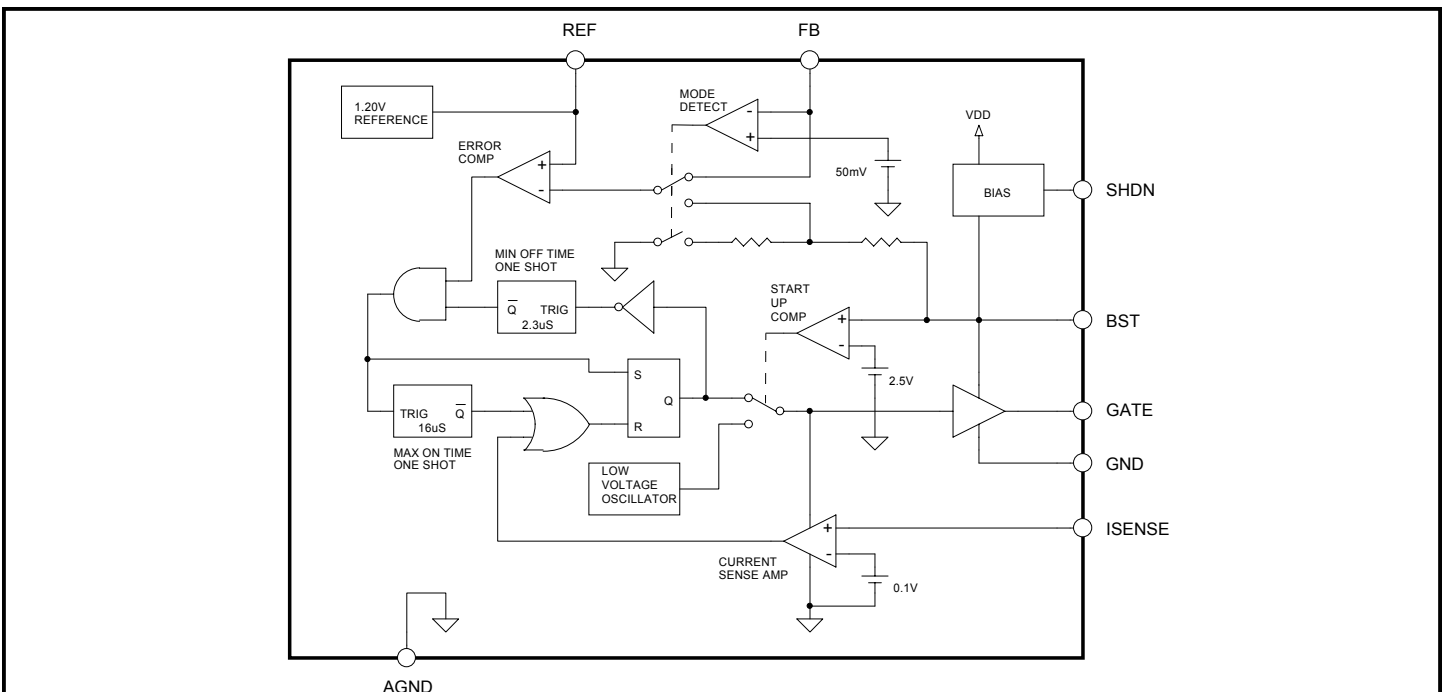 REF
FB
1.20V
REFERENCE
MODE
DETECT
-
+
VDD
ERROR
COMP
+
-
50mV
BIAS
SHDN
MIN OFF TIME
ONE SHOT
Q TRIG
2.3uS
START
UP
COMP
+
-
BST
2.5V
S
Q
R
TRIG Q
16uS
GATE
MAX ON TIME
ONE SHOT
GND
LOW
VOLTAGE
OSCILLATOR
+
-
ISENSE
CURRENT
SENSE AMP
0.1V
AGND